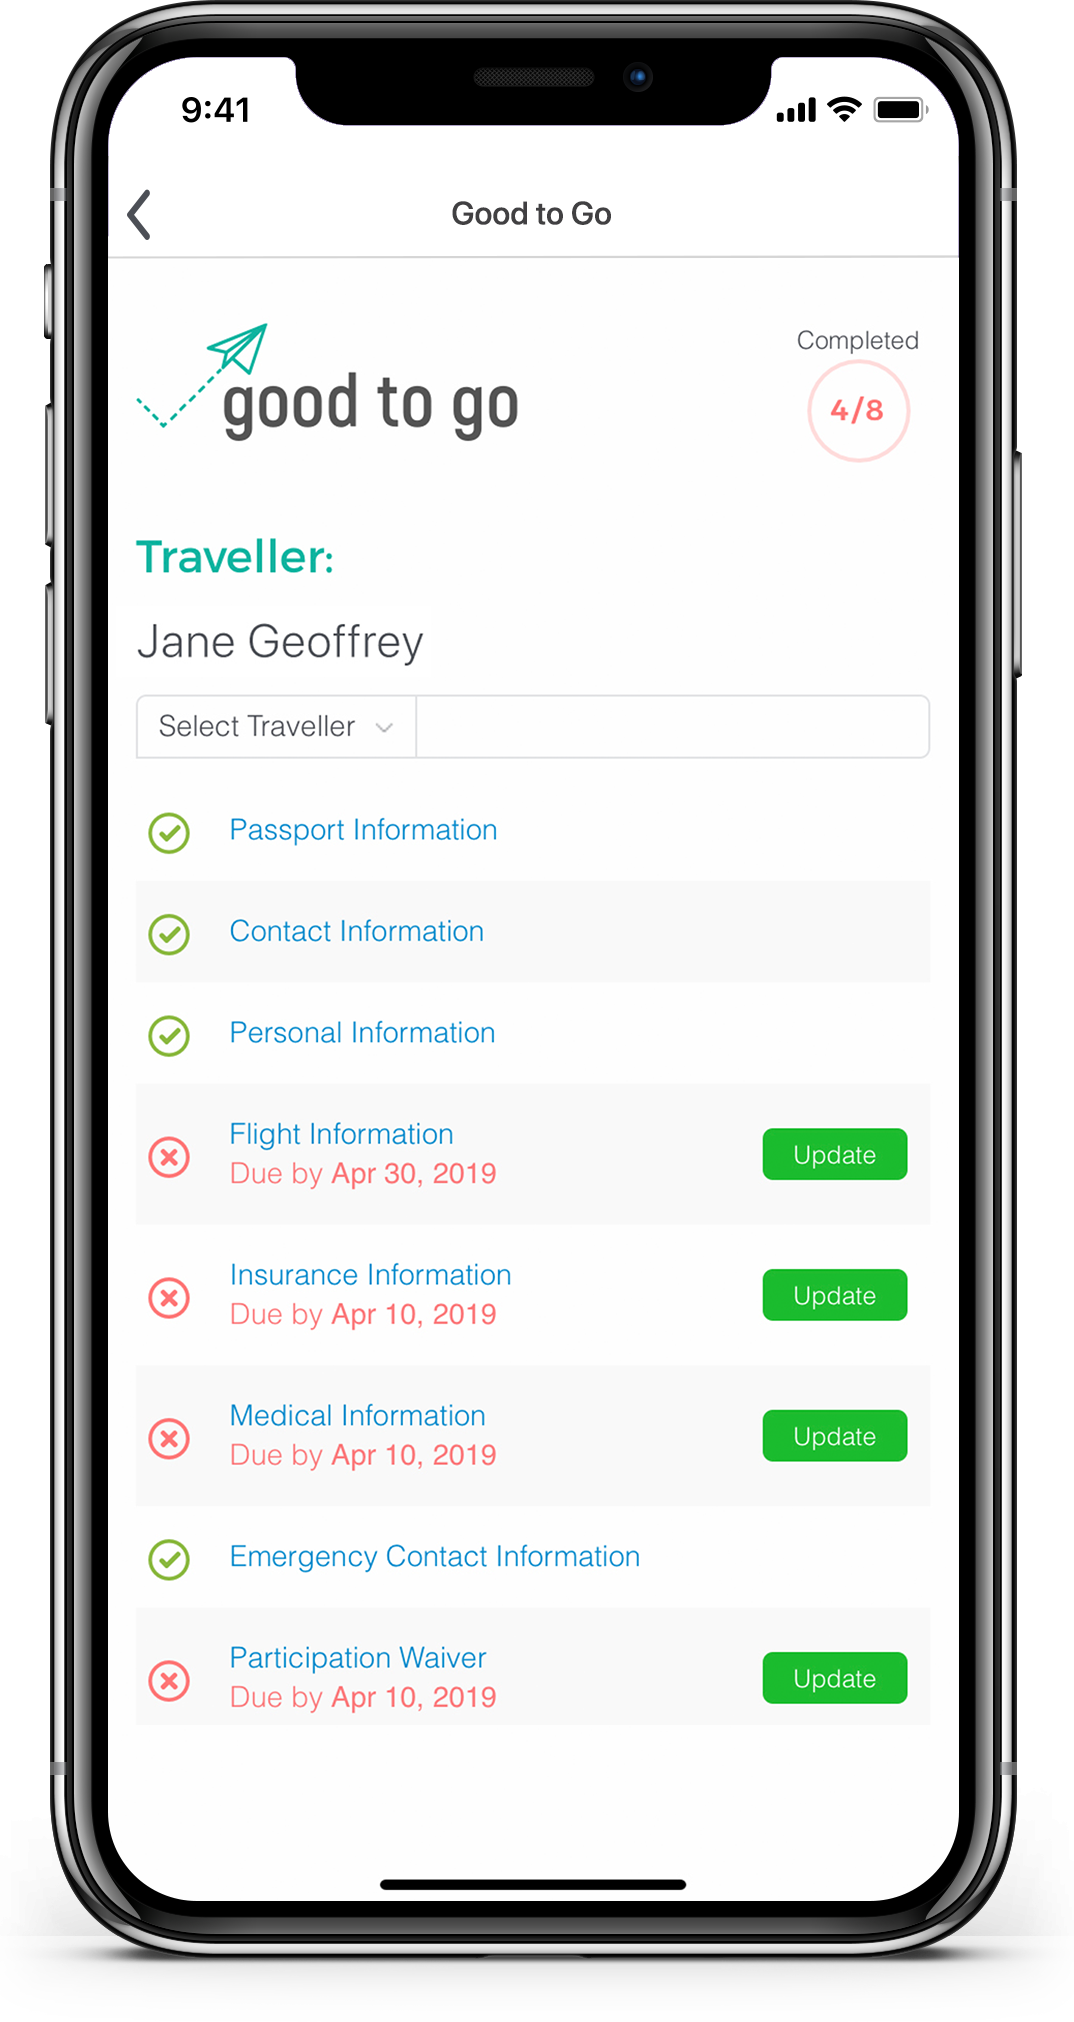 9:41
Good to Go
good to go
Completed
4/8
Traveller:
Jane Geoffrey
Select Traveller
Passport Information
Contact Information
Personal Information
Flight Information
Due by Apr 30, 2019
Update
Insurance Information
Due by Apr 10, 2019
Update
Medical Information
Due by Apr 10, 2019
Update
Emergency Contact Information
Participation Waiver
Due by Apr 10, 2019
Update